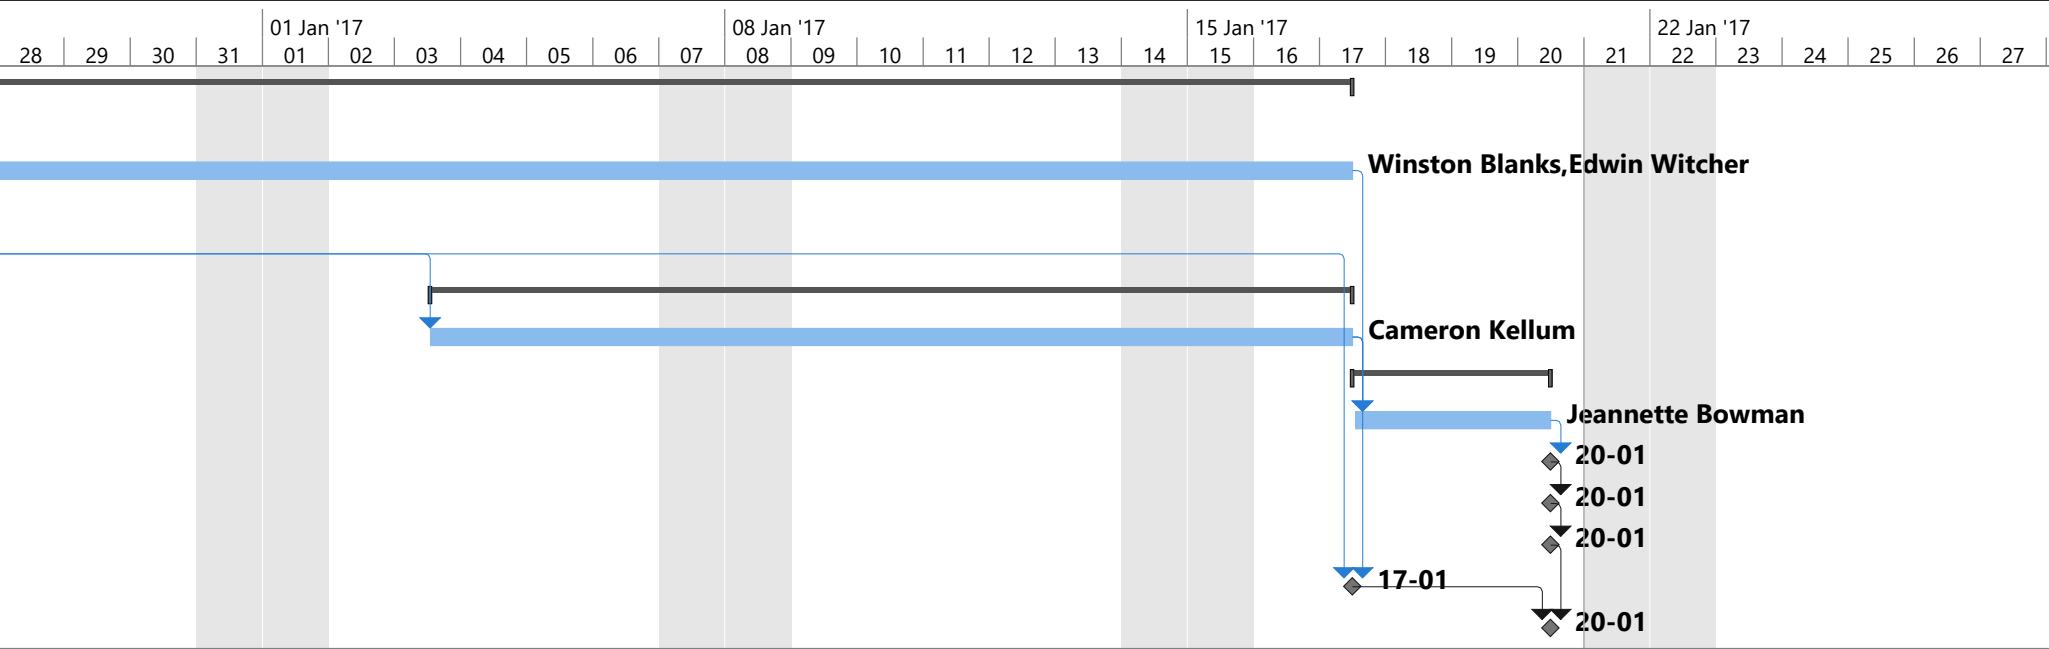 01 Jan '17 08 Jan '17 15 Jan '17 22 Jan '17
28 29 30 31 01 02 03 04 05 06 07 08 09 10 11 12 13 14 15 16 17 18 19 20 21 22 23 24 25 26 27
Winston Blanks,Edwin Witcher
Cameron Kellum
Jeannette Bowman
20-01
20-01
20-01
17-01
20-01